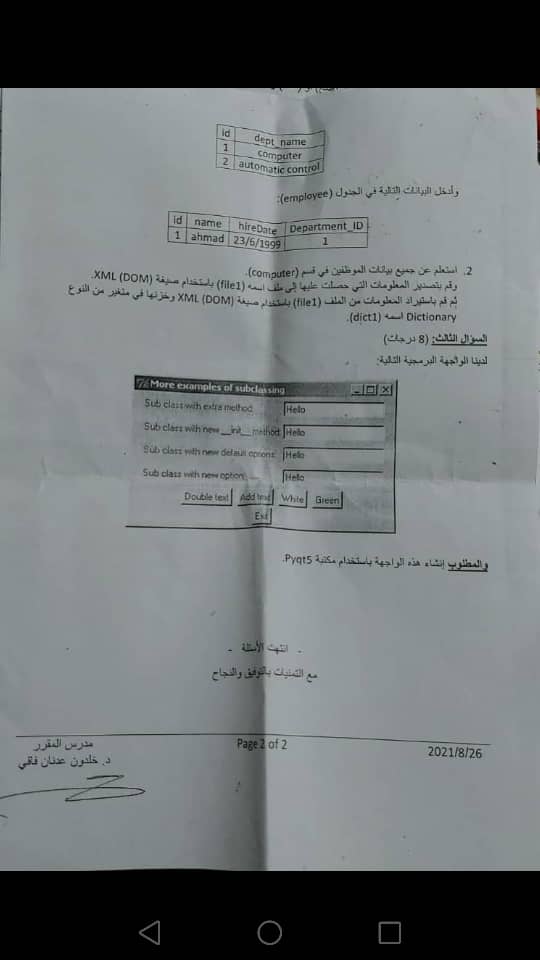 id dept_name
1 computer
2 automatic control
وأدخل البيانات التالية في الجدول (employee):
id name hireDate Department_ID
1 ahmad 23/6/1999 1
2. استعلم عن جميع بيانات الموظفين في قسم (computer).
وقم بتصدير المعلومات التي حصلت عليها إلى ملف اسمه (file1) باستخدام صيغة XML (DOM).
ثم قم باستيراد المعلومات من الملف (file1) باستخدام صيغة XML (DOM) وخزنها في متغير من النوع
Dictionary اسمه (dict1).
السؤال الثالث: (8 درجات)
لدينا الواجهة البرمجية التالية:
More examples of subclassing
Sub class with extra method Hello
Sub class with new __init__ method Hello
Sub class with new default options Hello
Sub class with new option Hello
Double text Add text White Green
Exit
والمطلوب إنشاء هذه الواجهة باستخدام مكتبة Pyqt5.
- انتهت الأسئلة -
مع التمنيات بالتوفيق والنجاح
مدرس المقرر Page 2 of 2 2021/8/26
د. خلدون عدنان فاقي